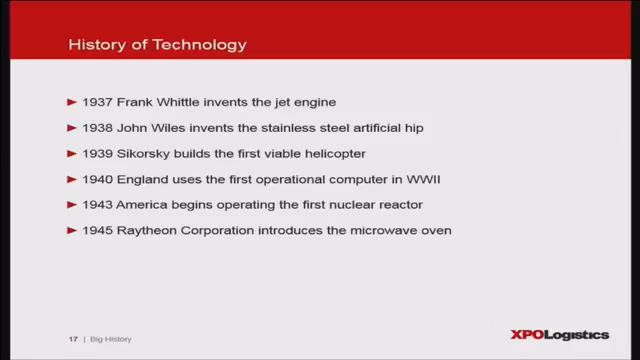 History of Technology
1937 Frank Whittle invents the jet engine
1938 John Wiles invents the stainless steel artificial hip
1939 Sikorsky builds the first viable helicopter
1940 England uses the first operational computer in WWII
1943 America begins operating the first nuclear reactor
1945 Raytheon Corporation introduces the microwave oven
17 | Big History
XPOLogistics